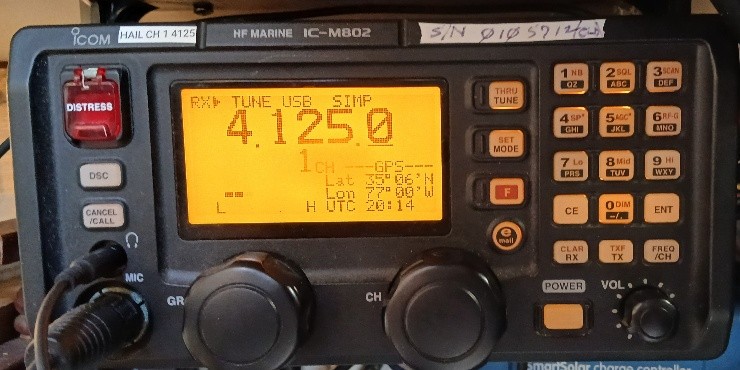 ICOM
HAIL CH 1 4125
HF MARINE IC-M802
S/N
DISTRESS
DSC
CANCEL
/CALL
MIC
RX TUNE USB SIMP
4.125.0
1 CH ---GPS---
Lat 35°06'N
Lon 77°00'W
L H UTC 20:14
GR
CH
THRU
TUNE
SET
MODE
F
e
mail
1 NB
QZ
2 SQL
ABC
3 SCAN
DEF
4 SP*
GHI
5 AGC*
JKL
6 RF-G
MNO
7 Lo
PRS
8 Mid
TUV
9 Hi
WXY
CE
0 DIM
-/.
ENT
CLAR
RX
TXF
TX
FREQ
/CH
POWER
VOL
SmartSolar charge controller